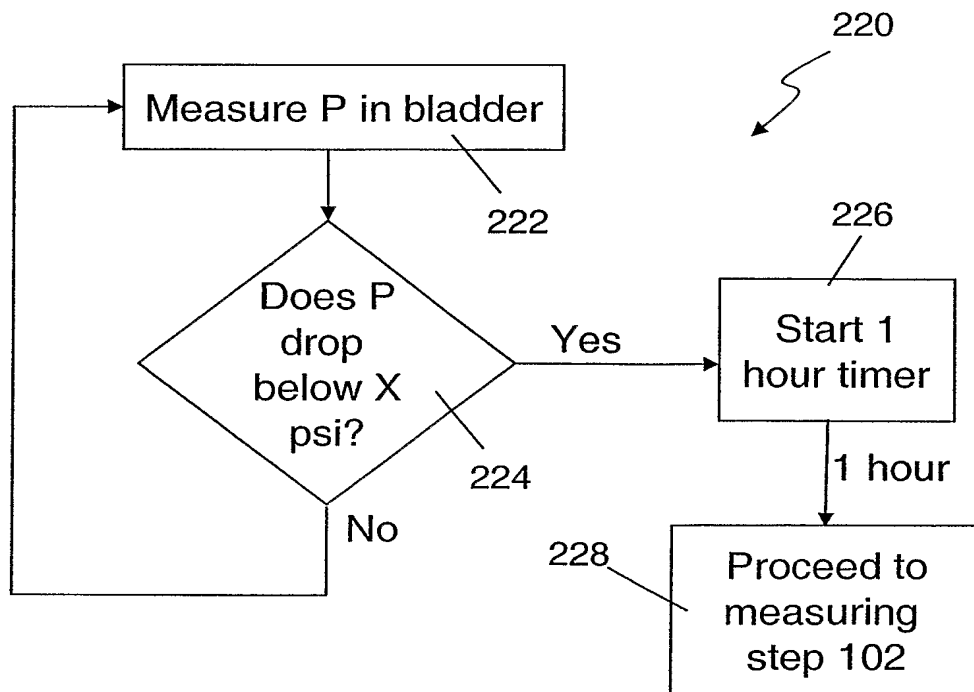 220
Measure P in bladder
222
Does P
drop
below X
psi?
224
Yes
No
226
Start 1
hour timer
1 hour
228
Proceed to
measuring
step 102